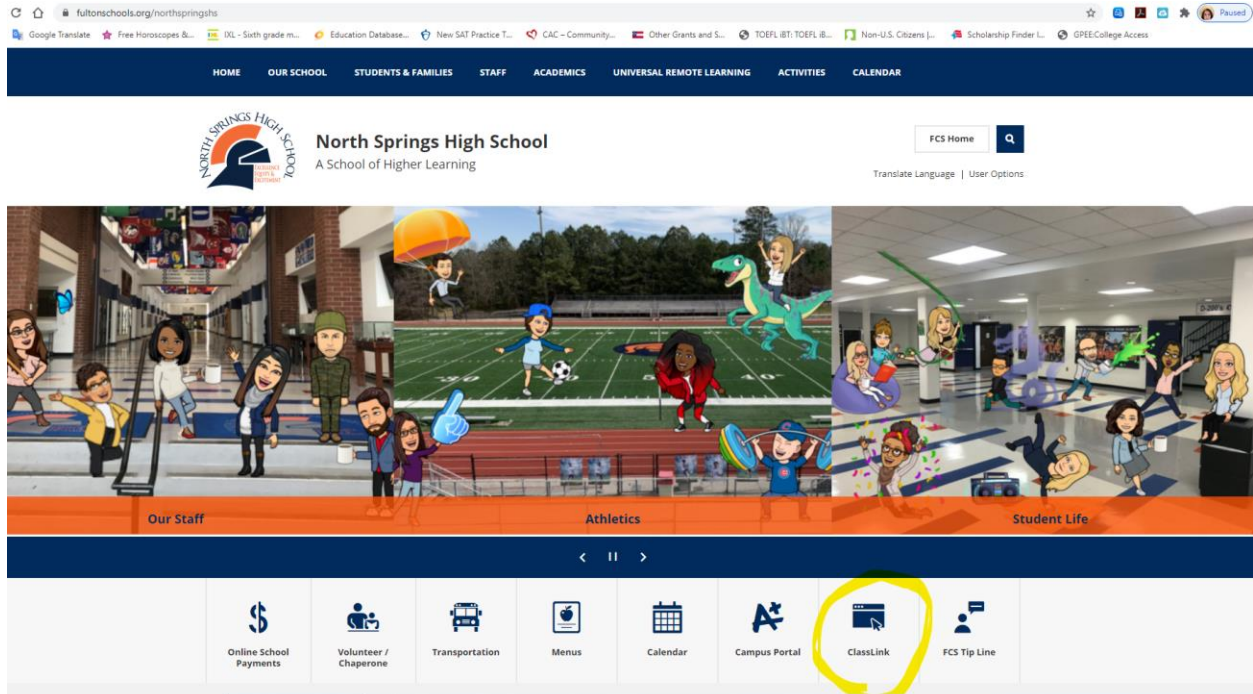 fultonschools.org/northspringshs
Paused
Google Translate
Free Horoscopes &...
IXL - Sixth grade m...
Education Database...
New SAT Practice T...
CAC – Community...
Other Grants and S...
TOEFL iBT: TOEFL iB...
Non-U.S. Citizens |...
Scholarship Finder |...
GPEE:College Access
HOME OUR SCHOOL STUDENTS & FAMILIES STAFF ACADEMICS UNIVERSAL REMOTE LEARNING ACTIVITIES CALENDAR
NORTH SPRINGS HIGH SCHOOL
North Springs High School
A School of Higher Learning
FCS Home
Translate Language | User Options
Our Staff
Athletics
Student Life
Online School
Payments
Volunteer /
Chaperone
Transportation
Menus
Calendar
Campus Portal
ClassLink
FCS Tip Line